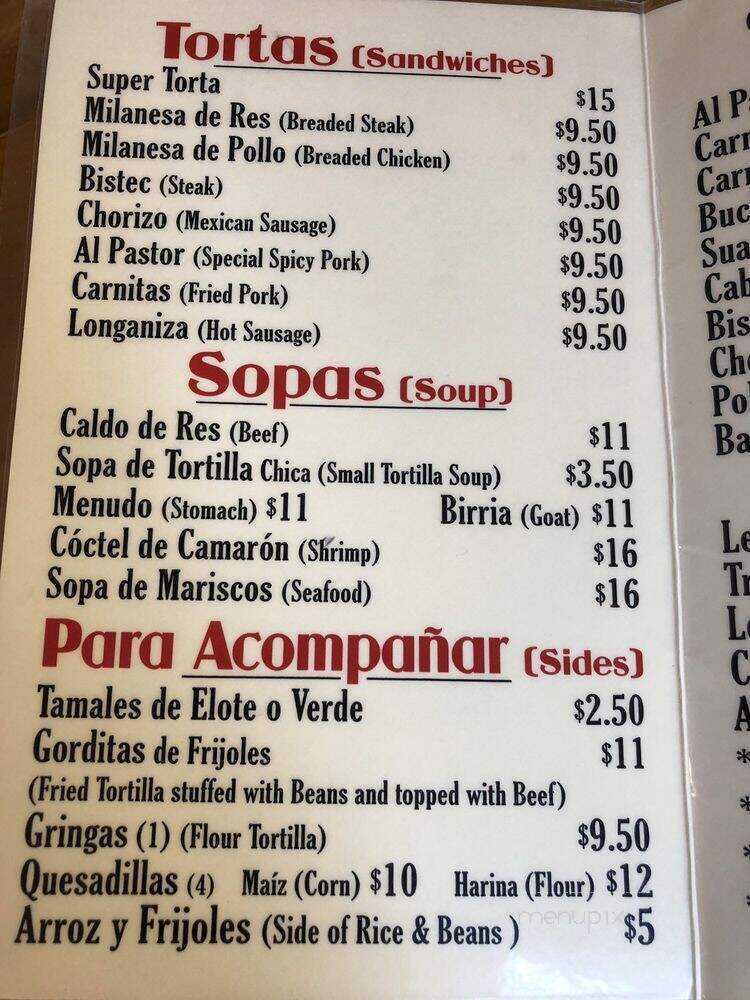 Tortas (Sandwiches)
Super Torta $15
Milanesa de Res (Breaded Steak) $9.50
Milanesa de Pollo (Breaded Chicken) $9.50
Bistec (Steak) $9.50
Chorizo (Mexican Sausage) $9.50
Al Pastor (Special Spicy Pork) $9.50
Carnitas (Fried Pork) $9.50
Longaniza (Hot Sausage) $9.50
Sopas (Soup)
Caldo de Res (Beef) $11
Sopa de Tortilla Chica (Small Tortilla Soup) $3.50
Menudo (Stomach) $11 Birria (Goat) $11
Cóctel de Camarón (Shrimp) $16
Sopa de Mariscos (Seafood) $16
Para Acompañar (Sides)
Tamales de Elote o Verde $2.50
Gorditas de Frijoles $11
(Fried Tortilla stuffed with Beans and topped with Beef)
Gringas (1) (Flour Tortilla) $9.50
Quesadillas (4) Maíz (Corn) $10 Harina (Flour) $12
Arroz y Frijoles (Side of Rice & Beans ) $5
menupix
Al P